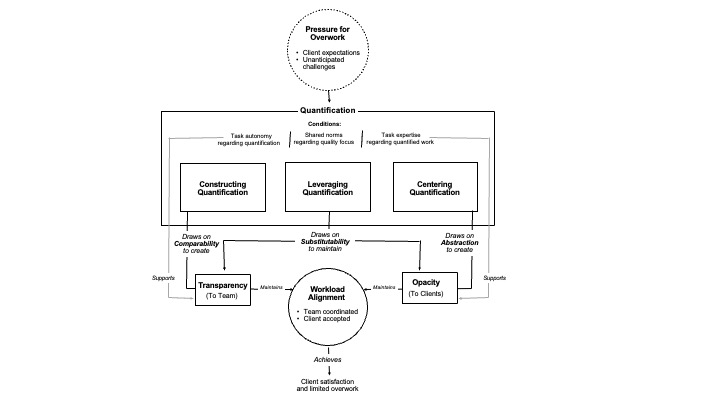 Pressure for
Overwork
• Client expectations
• Unanticipated
challenges
Quantification
Conditions:
Task autonomy
regarding quantification
Shared norms
regarding quality focus
Task expertise
regarding quantified work
Constructing
Quantification
Leveraging
Quantification
Centering
Quantification
Draws on
Comparability
to create
Draws on
Substitutability
to maintain
Draws on
Abstraction
to create
Supports
Supports
Transparency
(To Team)
Maintains
Workload
Alignment
• Team coordinated
• Client accepted
Maintains
Opacity
(To Clients)
Achieves
Client satisfaction
and limited overwork